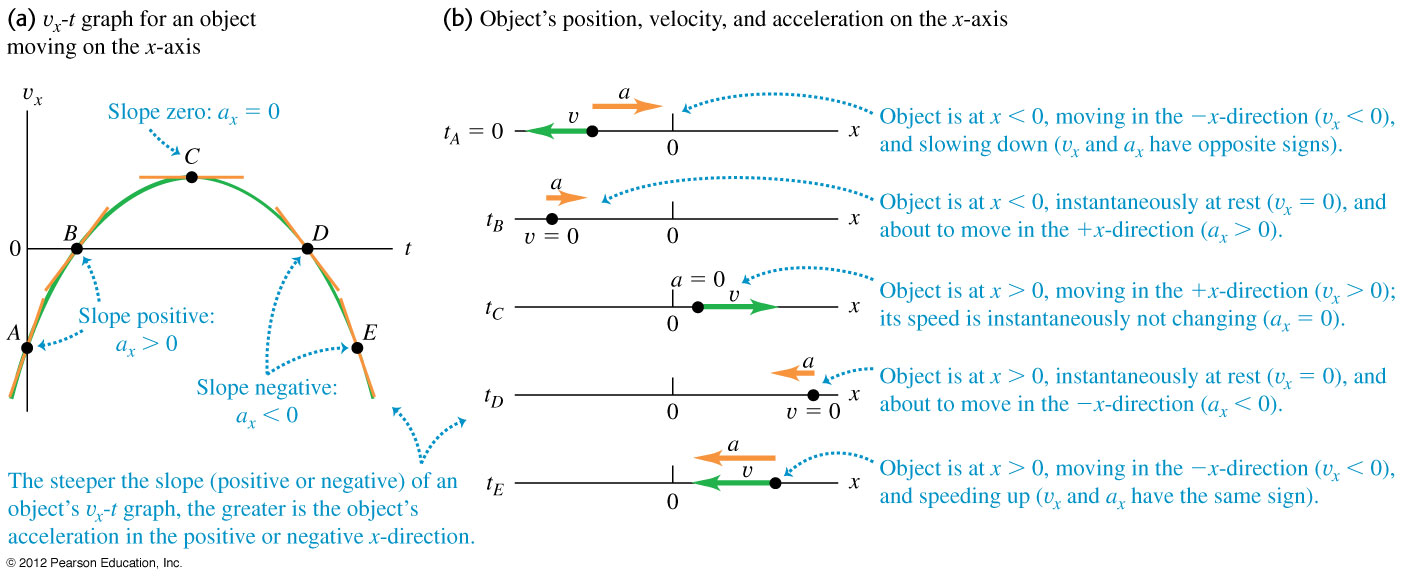 (a) vₓ-t graph for an object
moving on the x-axis
vₓ
Slope zero: aₓ = 0
C
B
D
0
t
A
E
Slope positive:
aₓ > 0
Slope negative:
aₓ < 0
The steeper the slope (positive or negative) of an
object’s vₓ-t graph, the greater is the object’s
acceleration in the positive or negative x-direction.
(b) Object’s position, velocity, and acceleration on the x-axis
a
v
t_A = 0
x
0
Object is at x < 0, moving in the −x-direction (vₓ < 0),
and slowing down (vₓ and aₓ have opposite signs).
a
t_B
x
v = 0
0
Object is at x < 0, instantaneously at rest (vₓ = 0), and
about to move in the +x-direction (aₓ > 0).
a = 0
v
t_C
x
0
Object is at x > 0, moving in the +x-direction (vₓ > 0);
its speed is instantaneously not changing (aₓ = 0).
a
t_D
x
0
v = 0
Object is at x > 0, instantaneously at rest (vₓ = 0), and
about to move in the −x-direction (aₓ < 0).
a
v
t_E
x
0
Object is at x > 0, moving in the −x-direction (vₓ < 0),
and speeding up (vₓ and aₓ have the same sign).
© 2012 Pearson Education, Inc.